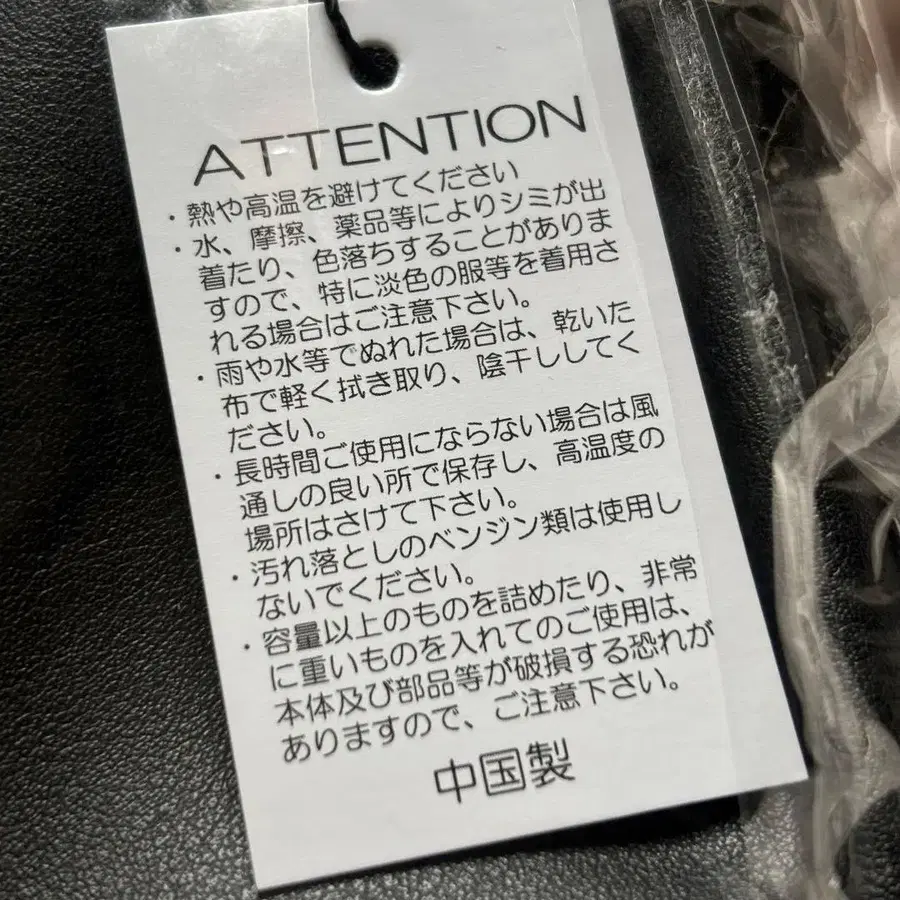 ATTENTION
・熱や高温を避けてください
・水、摩擦、薬品等によりシミが出
着たり、色落ちすることがありま
すので、特に淡色の服等を着用さ
れる場合はご注意下さい。
・雨や水等でぬれた場合は、乾いた
布で軽く拭き取り、陰干ししてく
ださい。
・長時間ご使用にならない場合は風
通しの良い所で保存し、高温度の
場所はさけて下さい。
・汚れ落としのベンジン類は使用し
ないでください。
・容量以上のものを詰めたり、非常
に重いものを入れてのご使用は、
本体及び部品等が破損する恐れが
ありますので、ご注意下さい。
中国製